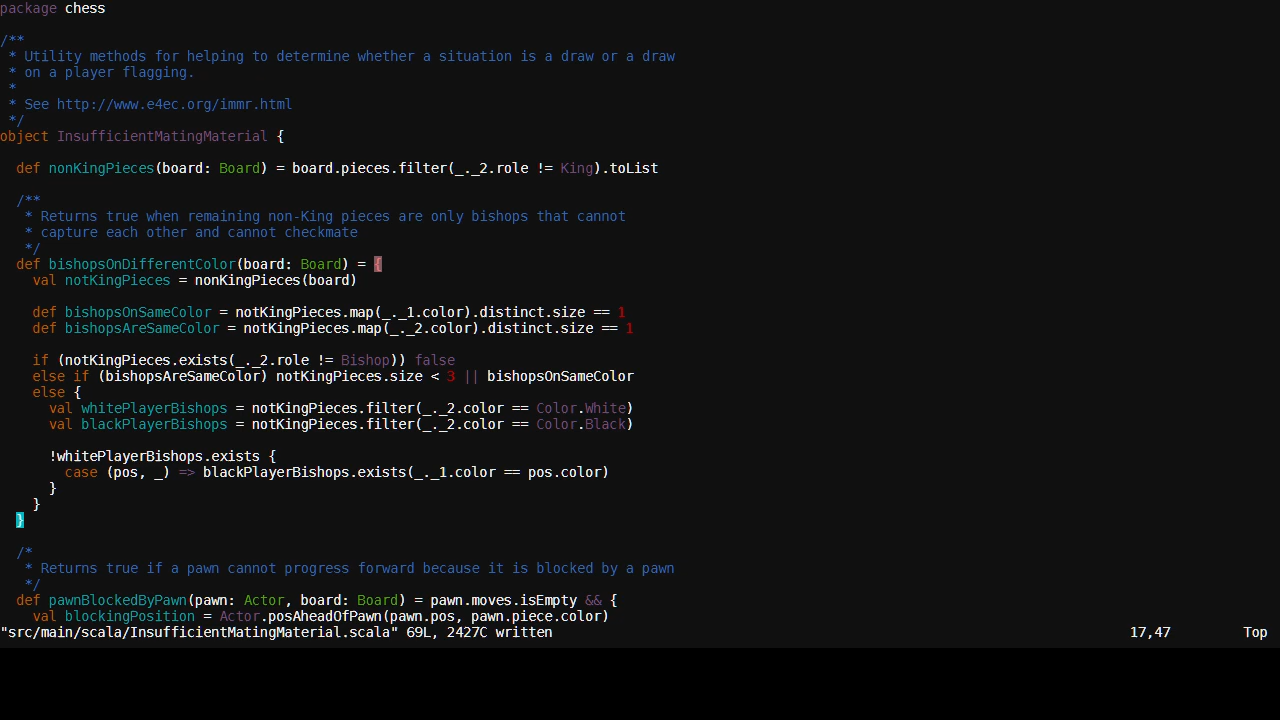 package chess
/**
 * Utility methods for helping to determine whether a situation is a draw or a draw
 * on a player flagging.
 *
 * See http://www.e4ec.org/immr.html
 */
object InsufficientMatingMaterial {
  def nonKingPieces(board: Board) = board.pieces.filter(_._2.role != King).toList
  /**
   * Returns true when remaining non-King pieces are only bishops that cannot
   * capture each other and cannot checkmate
   */
  def bishopsOnDifferentColor(board: Board) = {
    val notKingPieces = nonKingPieces(board)
    def bishopsOnSameColor = notKingPieces.map(_._1.color).distinct.size == 1
    def bishopsAreSameColor = notKingPieces.map(_._2.color).distinct.size == 1
    if (notKingPieces.exists(_._2.role != Bishop)) false
    else if (bishopsAreSameColor) notKingPieces.size < 3 || bishopsOnSameColor
    else {
      val whitePlayerBishops = notKingPieces.filter(_._2.color == Color.White)
      val blackPlayerBishops = notKingPieces.filter(_._2.color == Color.Black)
      !whitePlayerBishops.exists {
        case (pos, _) => blackPlayerBishops.exists(_._1.color == pos.color)
      }
    }
  }
  /*
   * Returns true if a pawn cannot progress forward because it is blocked by a pawn
   */
  def pawnBlockedByPawn(pawn: Actor, board: Board) = pawn.moves.isEmpty && {
    val blockingPosition = Actor.posAheadOfPawn(pawn.pos, pawn.piece.color)
"src/main/scala/InsufficientMatingMaterial.scala" 69L, 2427C written 17,47 Top